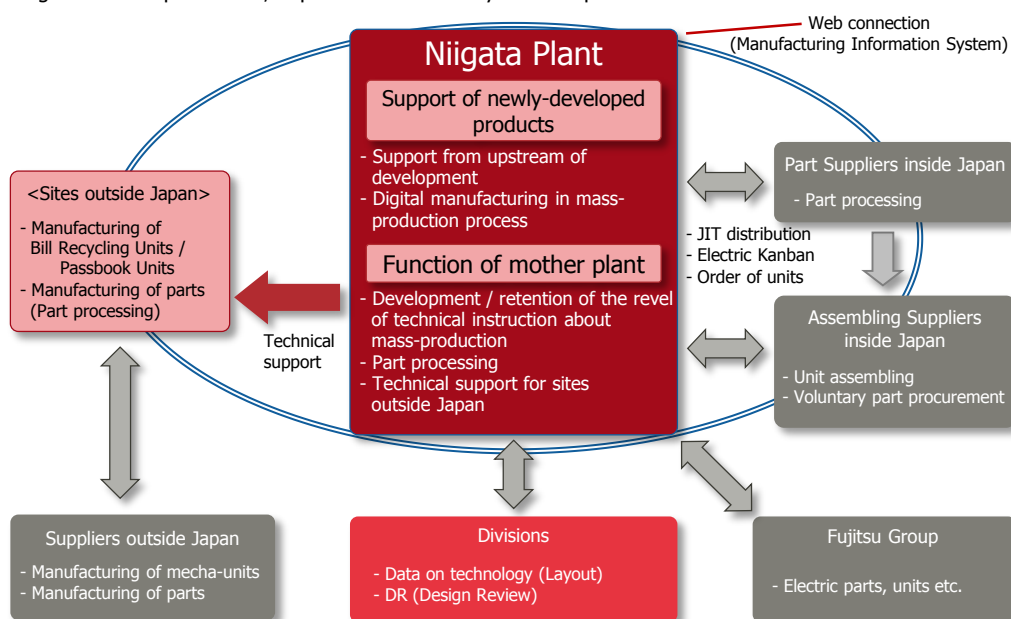 Web connection
(Manufacturing Information System)
Niigata Plant
Support of newly-developed
products
- Support from upstream of
development
- Digital manufacturing in mass-
production process
Function of mother plant
- Development / retention of the revel
of technical instruction about
mass-production
- Part processing
- Technical support for sites
outside Japan
<Sites outside Japan>
- Manufacturing of
Bill Recycling Units /
Passbook Units
- Manufacturing of parts
(Part processing)
Technical
support
Part Suppliers inside Japan
- Part processing
- JIT distribution
- Electric Kanban
- Order of units
Assembling Suppliers
inside Japan
- Unit assembling
- Voluntary part procurement
Suppliers outside Japan
- Manufacturing of mecha-units
- Manufacturing of parts
Divisions
- Data on technology (Layout)
- DR (Design Review)
Fujitsu Group
- Electric parts, units etc.